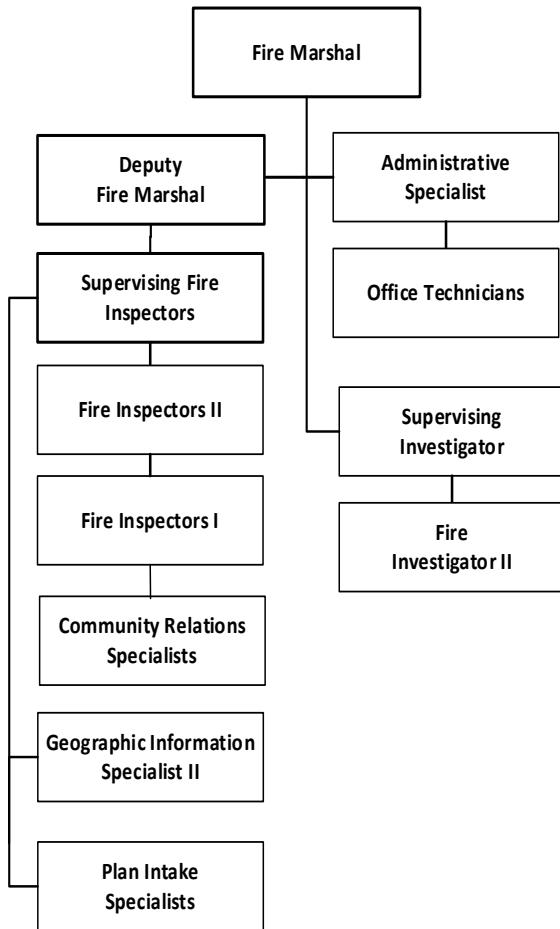 Fire Marshal
Deputy
Fire Marshal
Administrative
Specialist
Supervising Fire
Inspectors
Office Technicians
Fire Inspectors II
Supervising
Investigator
Fire Inspectors I
Fire
Investigator II
Community Relations
Specialists
Geographic Information
Specialist II
Plan Intake
Specialists